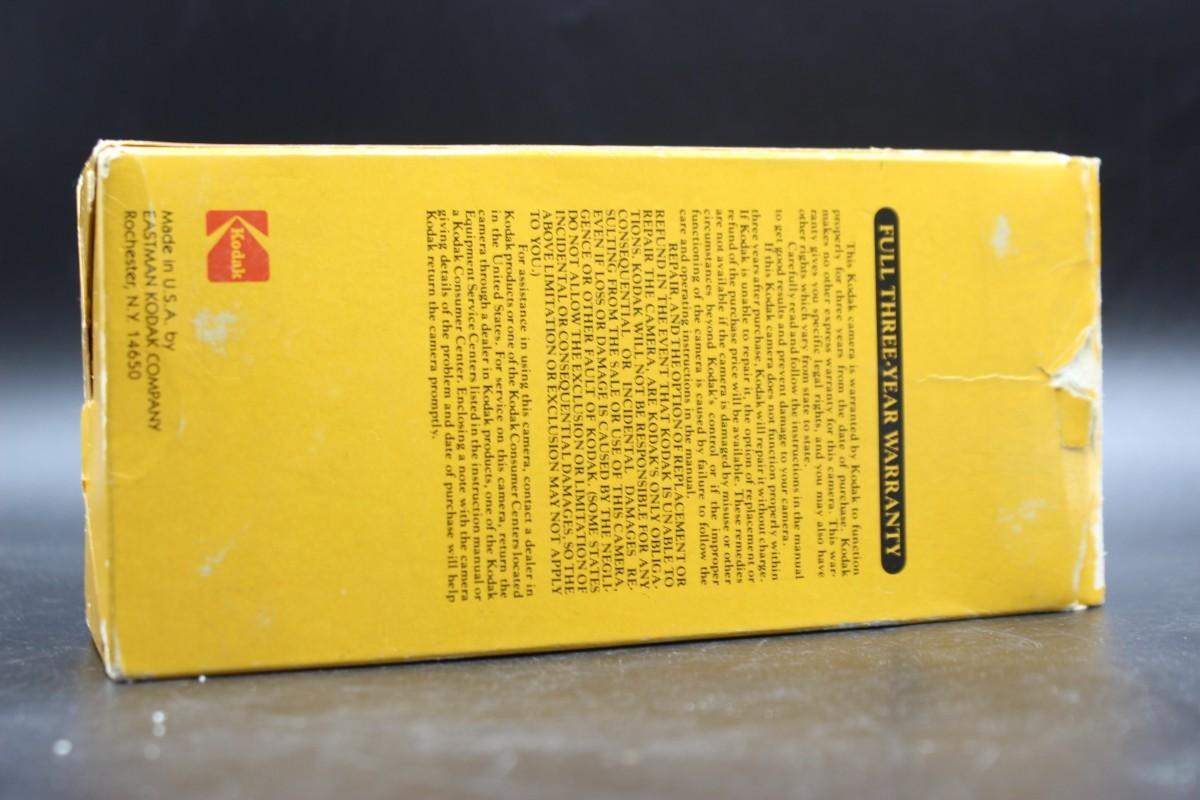 FULL THREE-YEAR WARRANTY
This Kodak camera is warranted by Kodak to function
properly for three years from the date of purchase. Kodak
makes no other express warranty for this camera. This war-
ranty gives you specific legal rights, and you may also have
other rights which vary from state to state.
Carefully read and follow the instructions in the manual
to get good results and prevent damage to your camera.
If this Kodak camera does not function properly within
three years after purchase, Kodak will repair it without charge.
If Kodak is unable to repair it, the option of replacement or
refund of the purchase price will be available. These remedies
are not available if the camera is damaged by misuse or other
circumstances beyond Kodak's control or if the improper
functioning of the camera is caused by failure to follow the
care and operating instructions in the manual.
REPAIR, AND THE OPTION OF REPLACEMENT OR
REFUND IN THE EVENT THAT KODAK IS UNABLE TO
REPAIR THE CAMERA, ARE KODAK'S ONLY OBLIGA-
TIONS. KODAK WILL NOT BE RESPONSIBLE FOR ANY
CONSEQUENTIAL OR INCIDENTAL DAMAGES RE-
SULTING FROM THE SALE OR USE OF THIS CAMERA,
EVEN IF LOSS OR DAMAGE IS CAUSED BY THE NEGLI-
GENCE OR OTHER FAULT OF KODAK. (SOME STATES
DO NOT ALLOW THE EXCLUSION OR LIMITATION OF
INCIDENTAL OR CONSEQUENTIAL DAMAGES, SO THE
ABOVE LIMITATION OR EXCLUSION MAY NOT APPLY
TO YOU.)
For assistance in using this camera, contact a dealer in
Kodak products or one of the Kodak Consumer Centers located
in the United States. For service on this camera, return the
camera through a dealer in Kodak products, one of the Kodak
Equipment Service Centers listed in the instruction manual or
a Kodak Consumer Center. Enclosing a note with the camera
giving details of the problem and date of purchase will help
Kodak return the camera promptly.
Kodak
Made in U.S.A. by
EASTMAN KODAK COMPANY
Rochester, N.Y. 14650